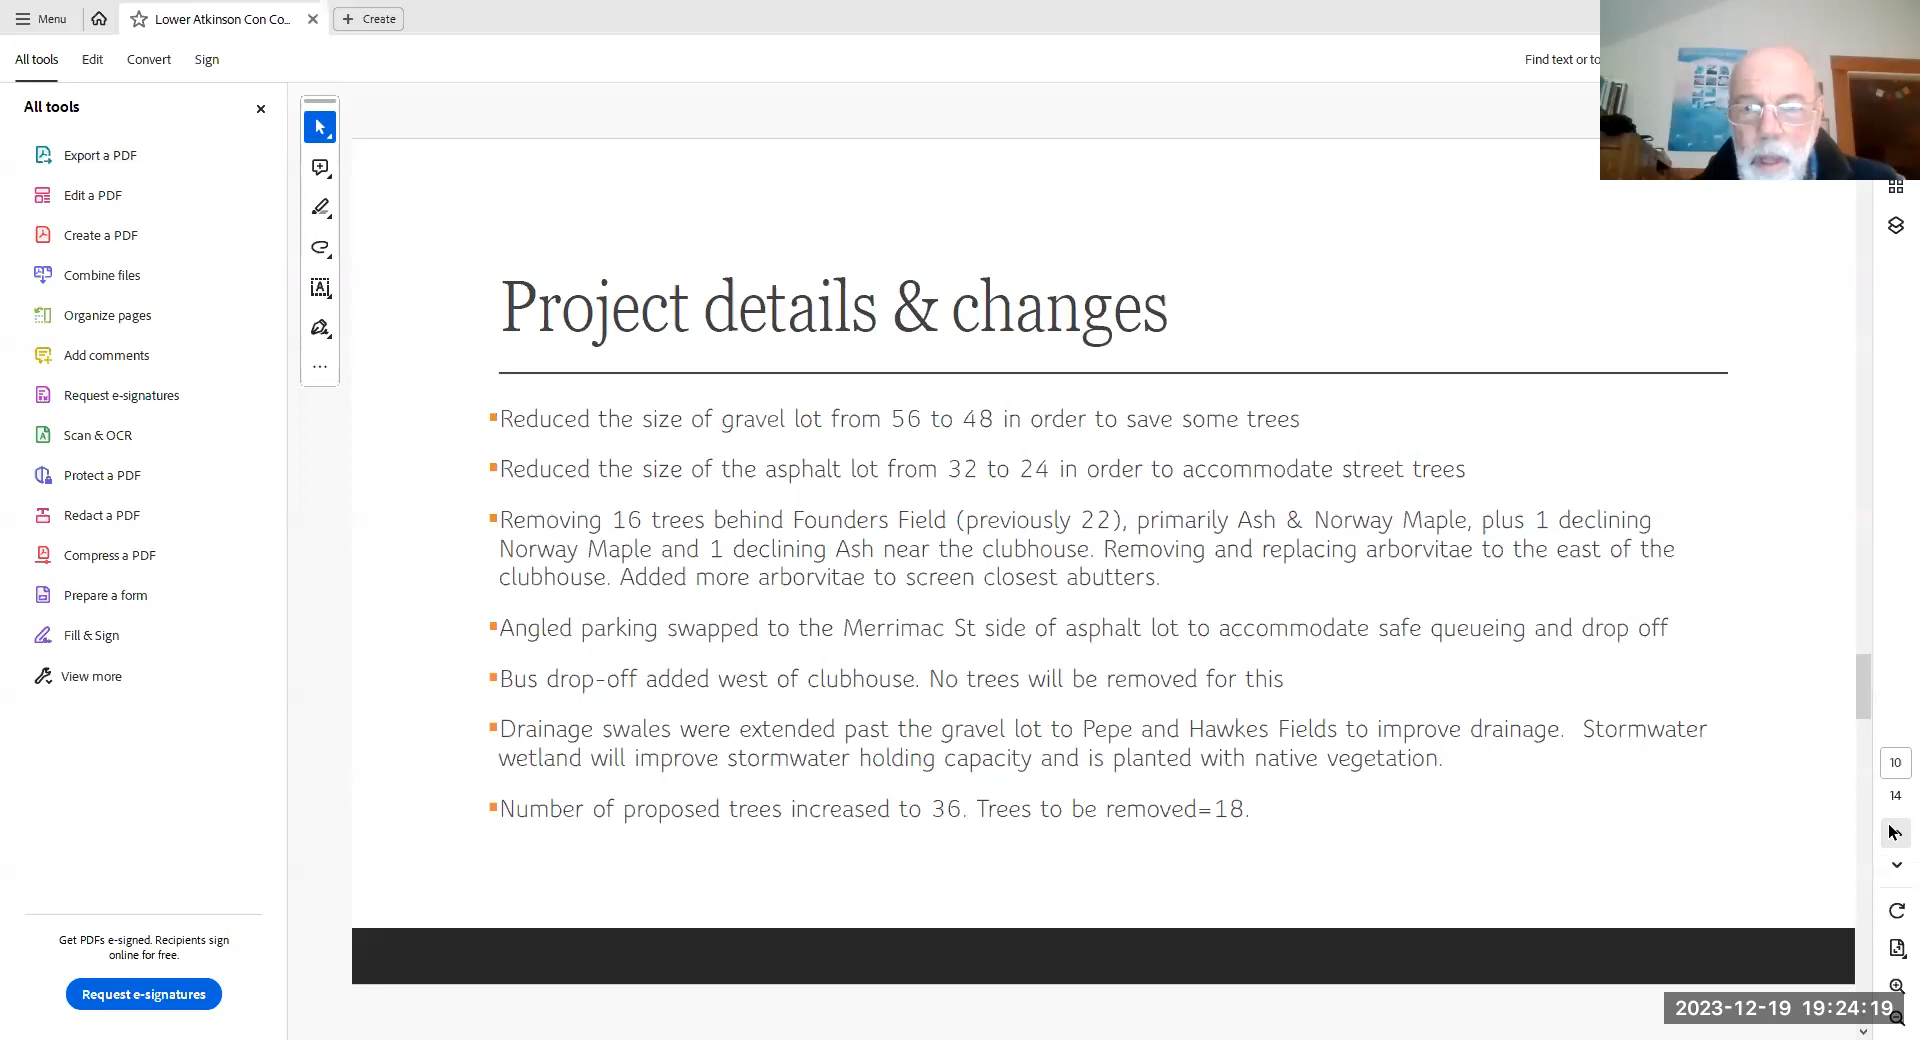 Menu
Lower Atkinson Con Co...
Create
All tools
Edit
Convert
Sign
Find text or to
All tools
Export a PDF
Edit a PDF
Create a PDF
Combine files
Organize pages
Add comments
Request e-signatures
Scan & OCR
Protect a PDF
Redact a PDF
Compress a PDF
Prepare a form
Fill & Sign
View more
Get PDFs e-signed. Recipients sign
online for free.
Request e-signatures
Project details & changes
Reduced the size of gravel lot from 56 to 48 in order to save some trees
Reduced the size of the asphalt lot from 32 to 24 in order to accommodate street trees
Removing 16 trees behind Founders Field (previously 22), primarily Ash & Norway Maple, plus 1 declining
Norway Maple and 1 declining Ash near the clubhouse. Removing and replacing arborvitae to the east of the
clubhouse. Added more arborvitae to screen closest abutters.
Angled parking swapped to the Merrimac St side of asphalt lot to accommodate safe queueing and drop off
Bus drop-off added west of clubhouse. No trees will be removed for this
Drainage swales were extended past the gravel lot to Pepe and Hawkes Fields to improve drainage. Stormwater
wetland will improve stormwater holding capacity and is planted with native vegetation.
Number of proposed trees increased to 36. Trees to be removed=18.
10
14
2023-12-19 19:24:19